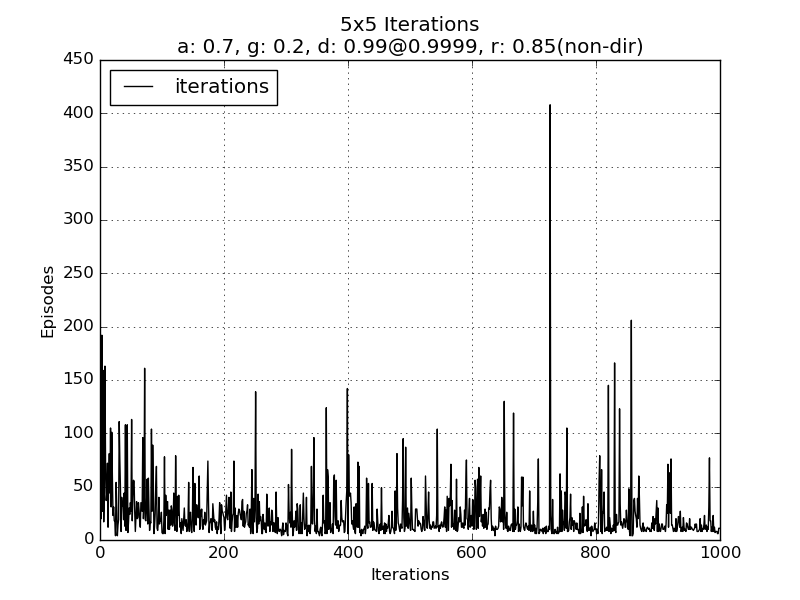 5x5 Iterations
a: 0.7, g: 0.2, d: 0.99@0.9999, r: 0.85(non-dir)
iterations
450
400
350
300
250
200
150
100
50
0
Episodes
0 200 400 600 800 1000
Iterations